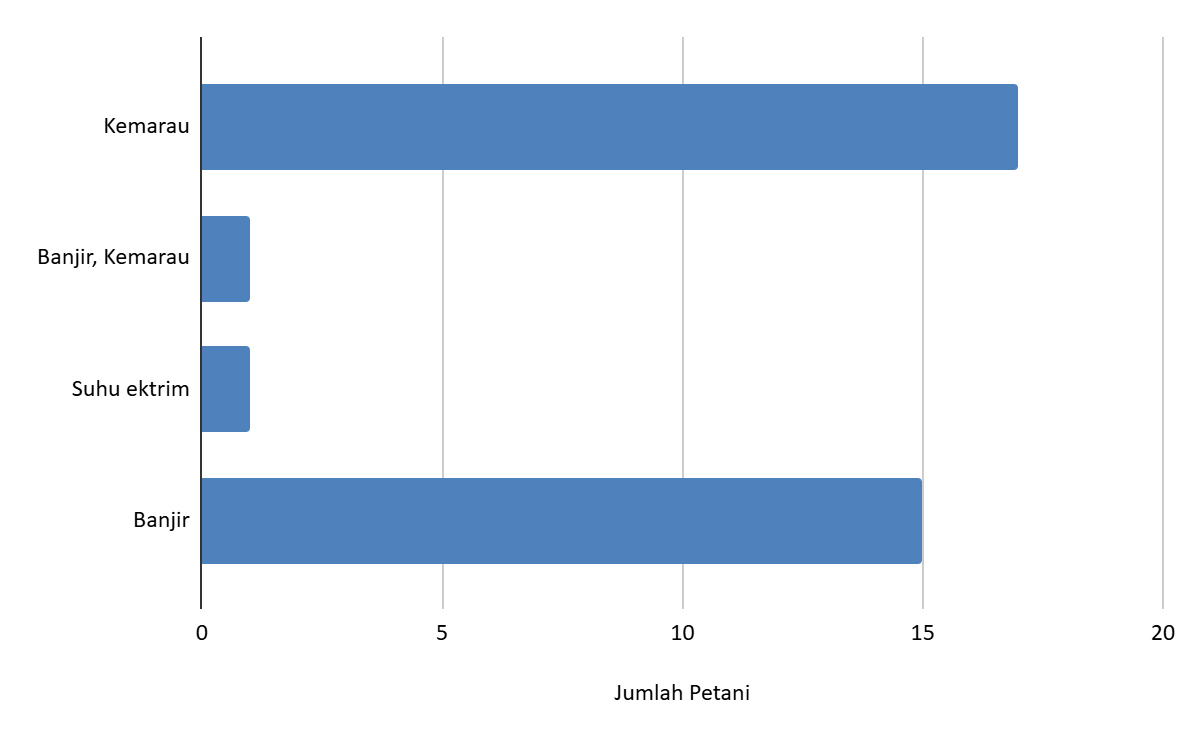 Kemarau
Banjir, Kemarau
Suhu ektrim
Banjir
0 5 10 15 20
Jumlah Petani